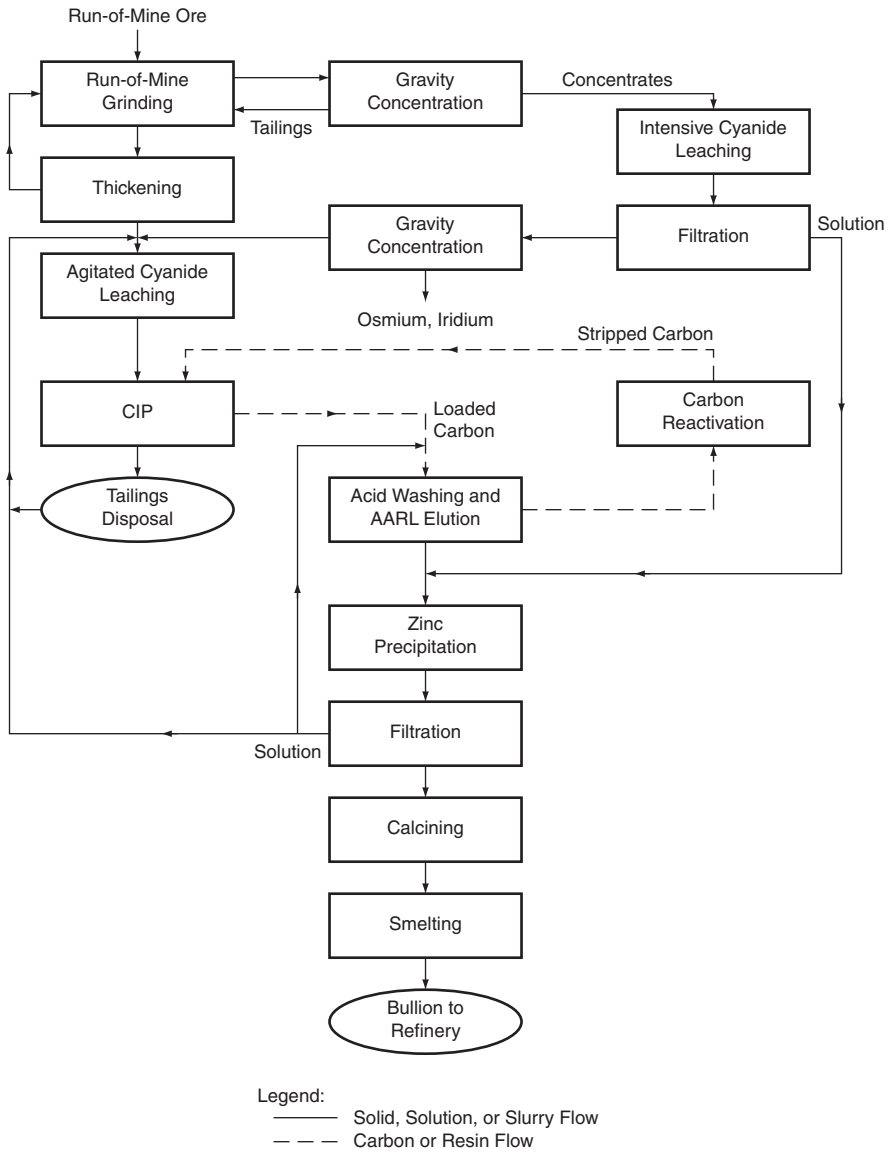 Run-of-Mine Ore
Run-of-Mine
Grinding
Gravity
Concentration
Concentrates
Tailings
Intensive Cyanide
Leaching
Thickening
Gravity
Concentration
Filtration
Solution
Agitated Cyanide
Leaching
Osmium, Iridium
Stripped Carbon
CIP
Loaded
Carbon
Carbon
Reactivation
Tailings
Disposal
Acid Washing and
AARL Elution
Zinc
Precipitation
Filtration
Solution
Calcining
Smelting
Bullion to
Refinery
Legend:
Solid, Solution, or Slurry Flow
Carbon or Resin Flow